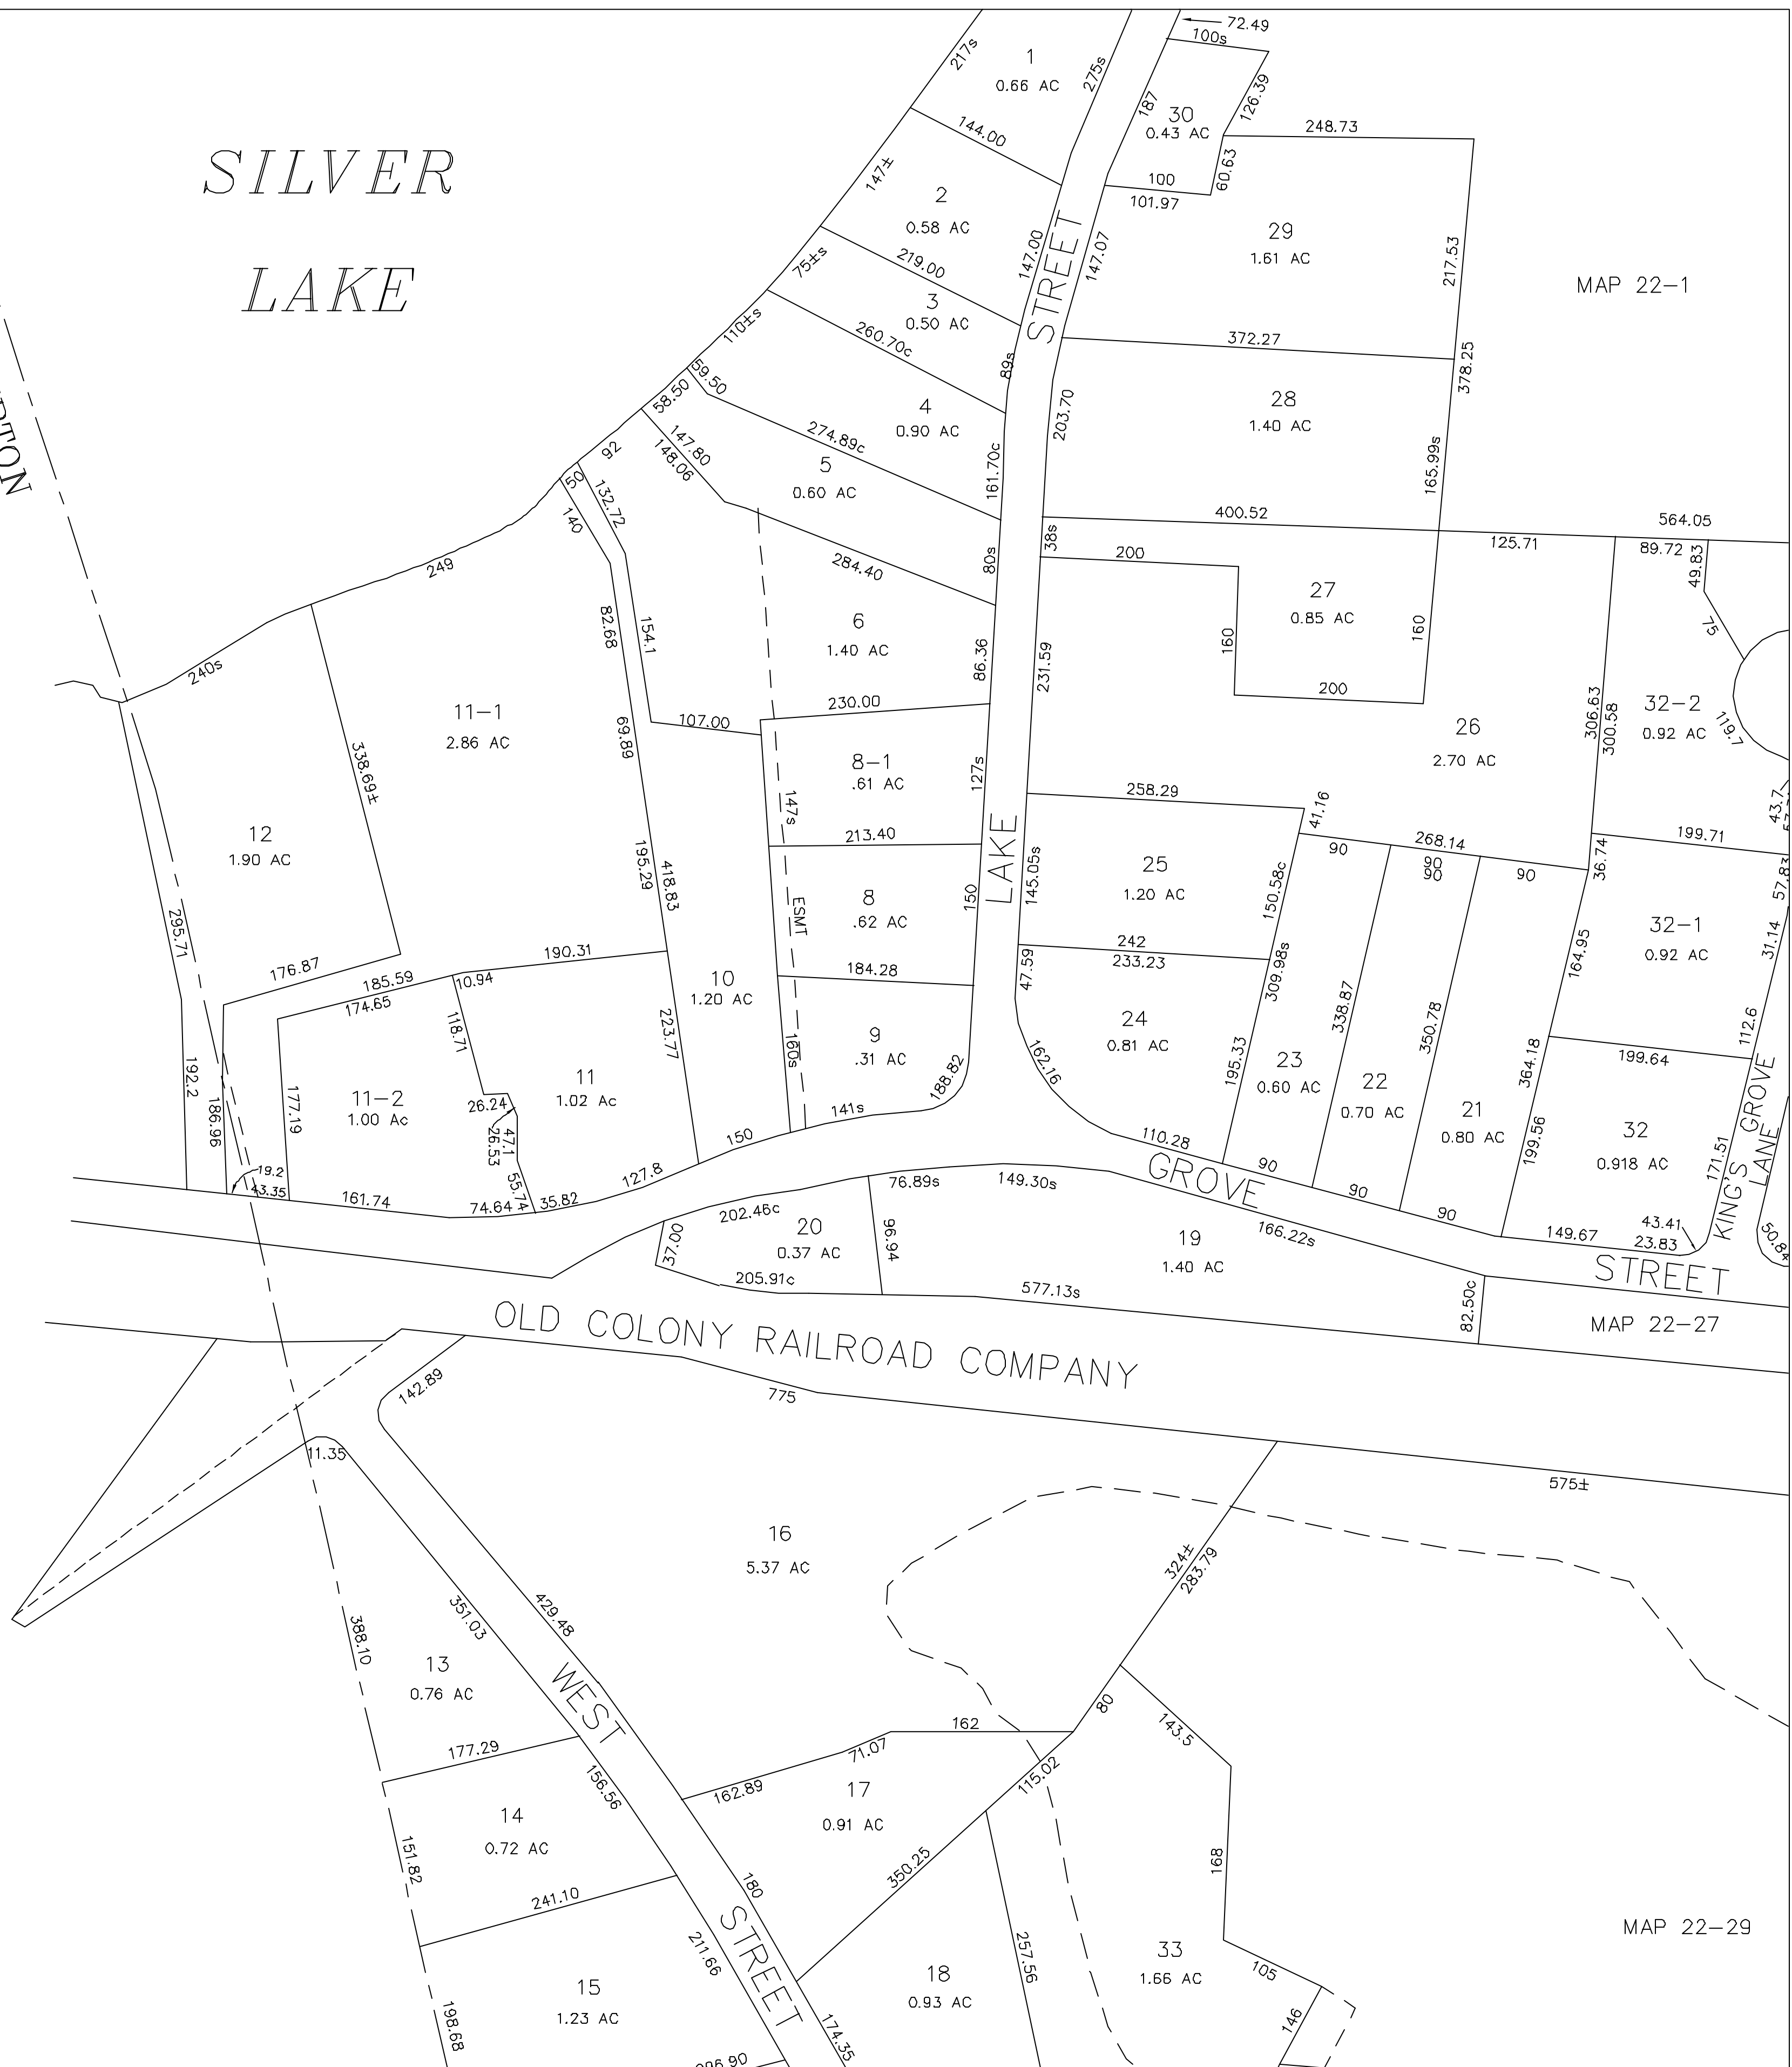 72.49
100s
217s
1
0.66 AC
275s
187
30
0.43 AC
126.39
144.00
248.73
SILVER
LAKE
147±
2
0.58 AC
100
101.97
60.63
29
1.61 AC
217.53
MAP 22-1
147.00
147.07
STREET
75±s
219.00
3
0.50 AC
110±s
260.70c
89s
372.27
378.25
59.50
58.50
4
0.90 AC
203.70
28
1.40 AC
274.89c
147.80
148.06
5
0.60 AC
161.70c
165.99s
92
50
132.72
140
400.52
564.05
38s
80s
200
125.71
89.72
49.83
249
284.40
27
0.85 AC
82.68
154.1
6
1.40 AC
160
160
75
240s
86.36
231.59
200
11-1
2.86 AC
69.89
107.00
230.00
306.63
300.58
32-2
0.92 AC
119.7
26
2.70 AC
338.69±
8-1
.61 AC
127s
147s
258.29
41.16
43.7
12
1.90 AC
213.40
LAKE
268.14
90
90
90
90
199.71
36.74
195.29
418.83
145.05s
25
1.20 AC
150.58c
57.83
295.71
ESMT
8
.62 AC
150
32-1
0.92 AC
31.14
164.95
190.31
242
233.23
47.59
176.87
185.59
10.94
174.65
184.28
10
1.20 AC
309.98s
338.87
118.71
223.77
24
0.81 AC
350.78
112.6
160s
9
.31 AC
162.16
195.33
23
0.60 AC
199.64
192.2
186.96
177.19
11-2
1.00 Ac
11
1.02 Ac
188.82
22
0.70 AC
364.18
26.24
141s
21
0.80 AC
199.56
32
0.918 AC
KING'S GROVE
LANE
171.51
47.1
26.53
150
110.28
90
19.2
43.35
55.74
127.8
161.74
74.64
35.82
GROVE
90
90
76.89s
149.30s
202.46c
20
0.37 AC
96.94
37.00
19
1.40 AC
166.22s
149.67
43.41
23.83
50.84
205.91c
577.13s
STREET
82.50c
MAP 22-27
OLD COLONY RAILROAD COMPANY
142.89
775
11.35
575±
16
5.37 AC
324±
283.79
351.03
429.48
388.10
13
0.76 AC
WEST
80
143.5
162
71.07
177.29
156.56
162.89
17
0.91 AC
115.02
14
0.72 AC
151.82
350.25
168
241.10
180
STREET
211.66
257.56
MAP 22-29
33
1.66 AC
105
18
0.93 AC
15
1.23 AC
198.68
174.35
146